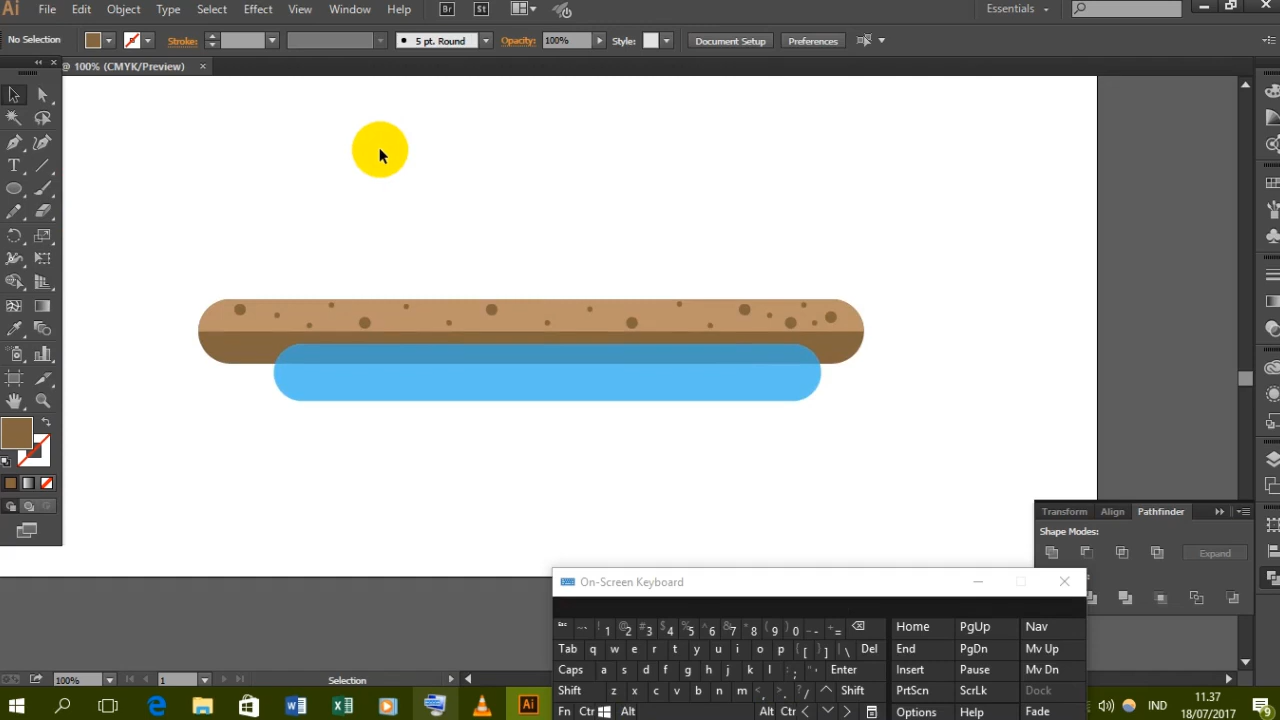 Ai File Edit Object Type Select Effect View Window Help Br St Essentials
No Selection Stroke: 5 pt. Round Opacity: 100% Style: Document Setup Preferences
@ 100% (CMYK/Preview) ×
T
Transform Align Pathfinder
Shape Modes:
Expand
On-Screen Keyboard
! 1 @ 2 # 3 $ 4 % 5 ^ 6 & 7 * 8 ( 9 ) 0 _ - + = Home PgUp Nav
Tab q w e r t y u i o p { [ } ] | \ Del End PgDn Mv Up
Caps a s d f g h j k l : ; " ' Enter Insert Pause Mv Dn
Shift z x c v b n m < , > . ? / Shift PrtScn ScrLk Dock
Fn Ctr Alt Alt Ctr Options Help Fade
100% 1 Selection
Ai IND 11.37
18/07/2017